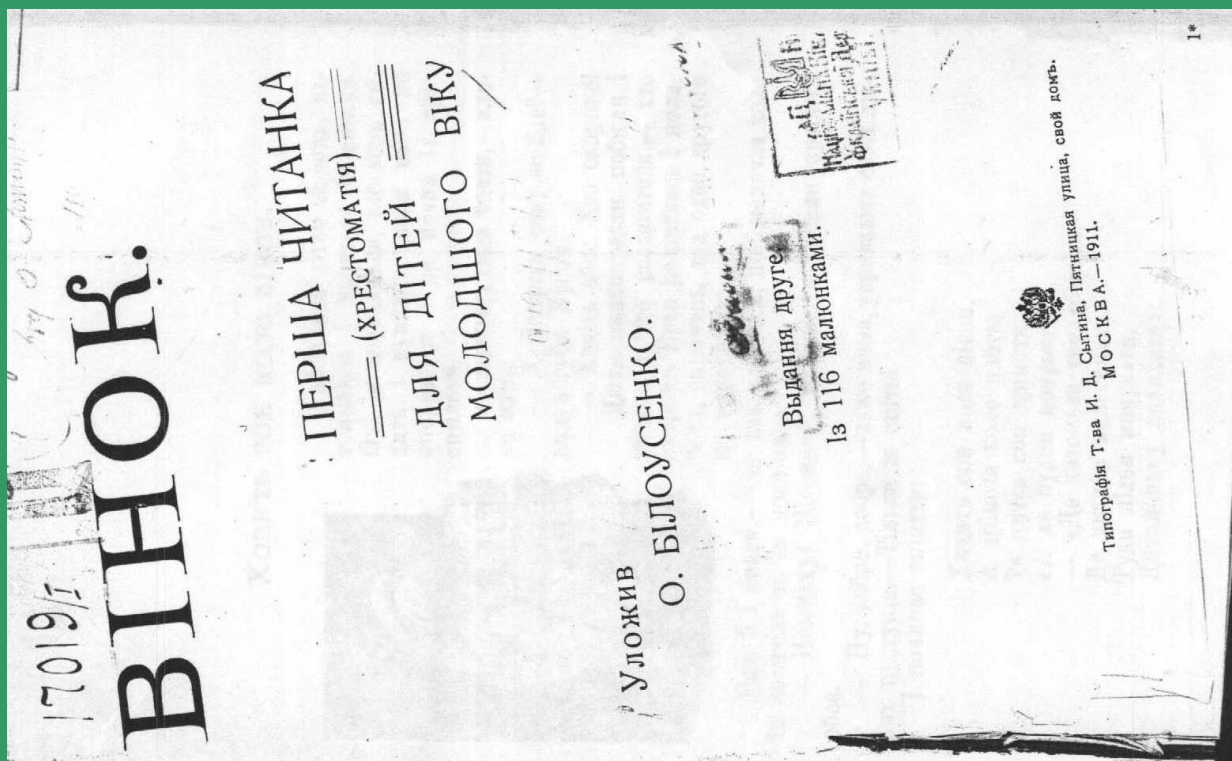 17019/I
ВІНОК.
ПЕРША ЧИТАНКА
(ХРЕСТОМАТІЯ)
ДЛЯ ДІТЕЙ
МОЛОДШОГО ВІКУ
Уложив
О. БІЛОУСЕНКО.
Выдання друге.
Із 116 малюнками.
Типографія Т-ва И. Д. Сытина, Пятницкая улица, свой домъ.
МОСКВА.—1911.
1*